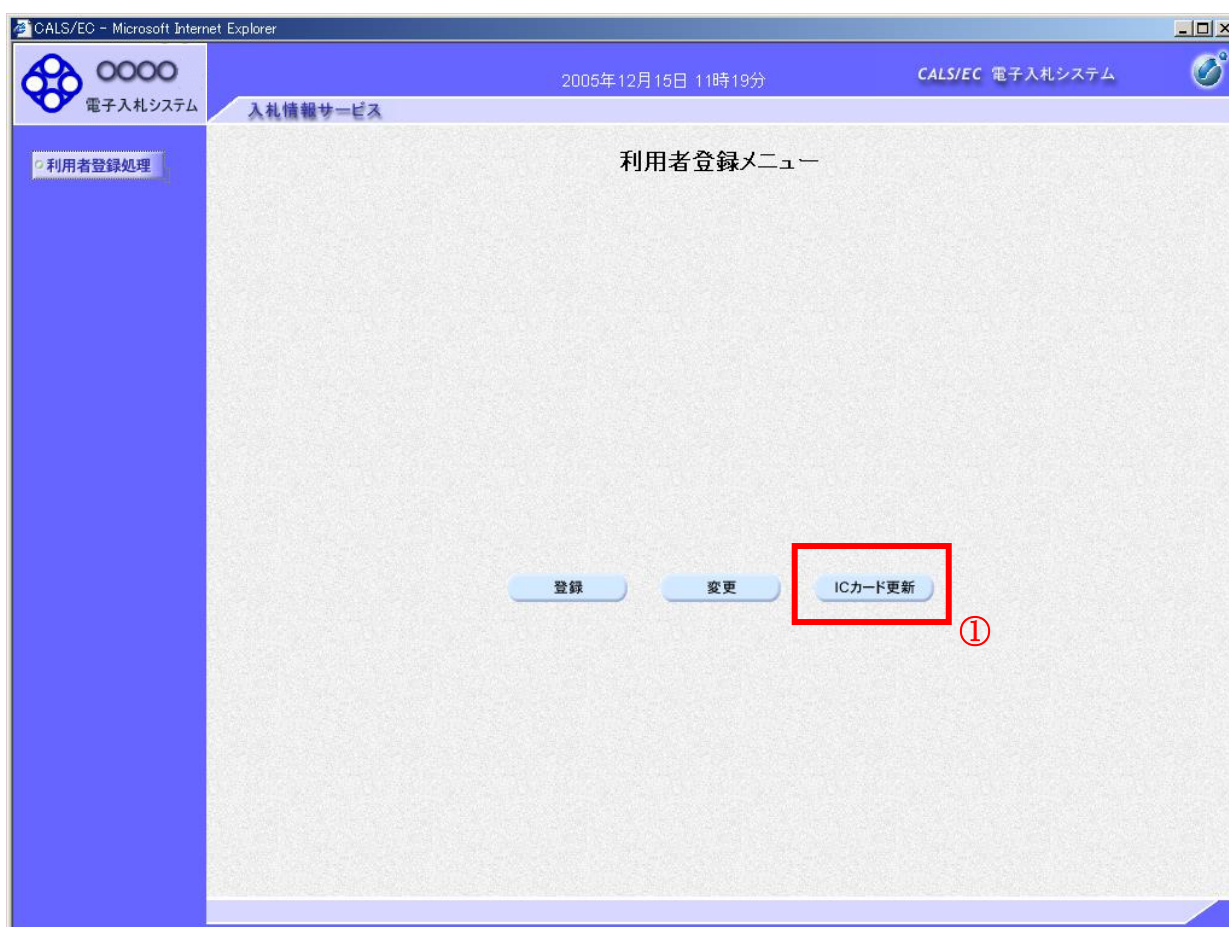 CALS/EC - Microsoft Internet Explorer
〇〇〇〇
電子入札システム
2005年12月15日 11時19分
CALS/EC 電子入札システム
入札情報サービス
利用者登録処理
利用者登録メニュー
登録
変更
ICカード更新
①